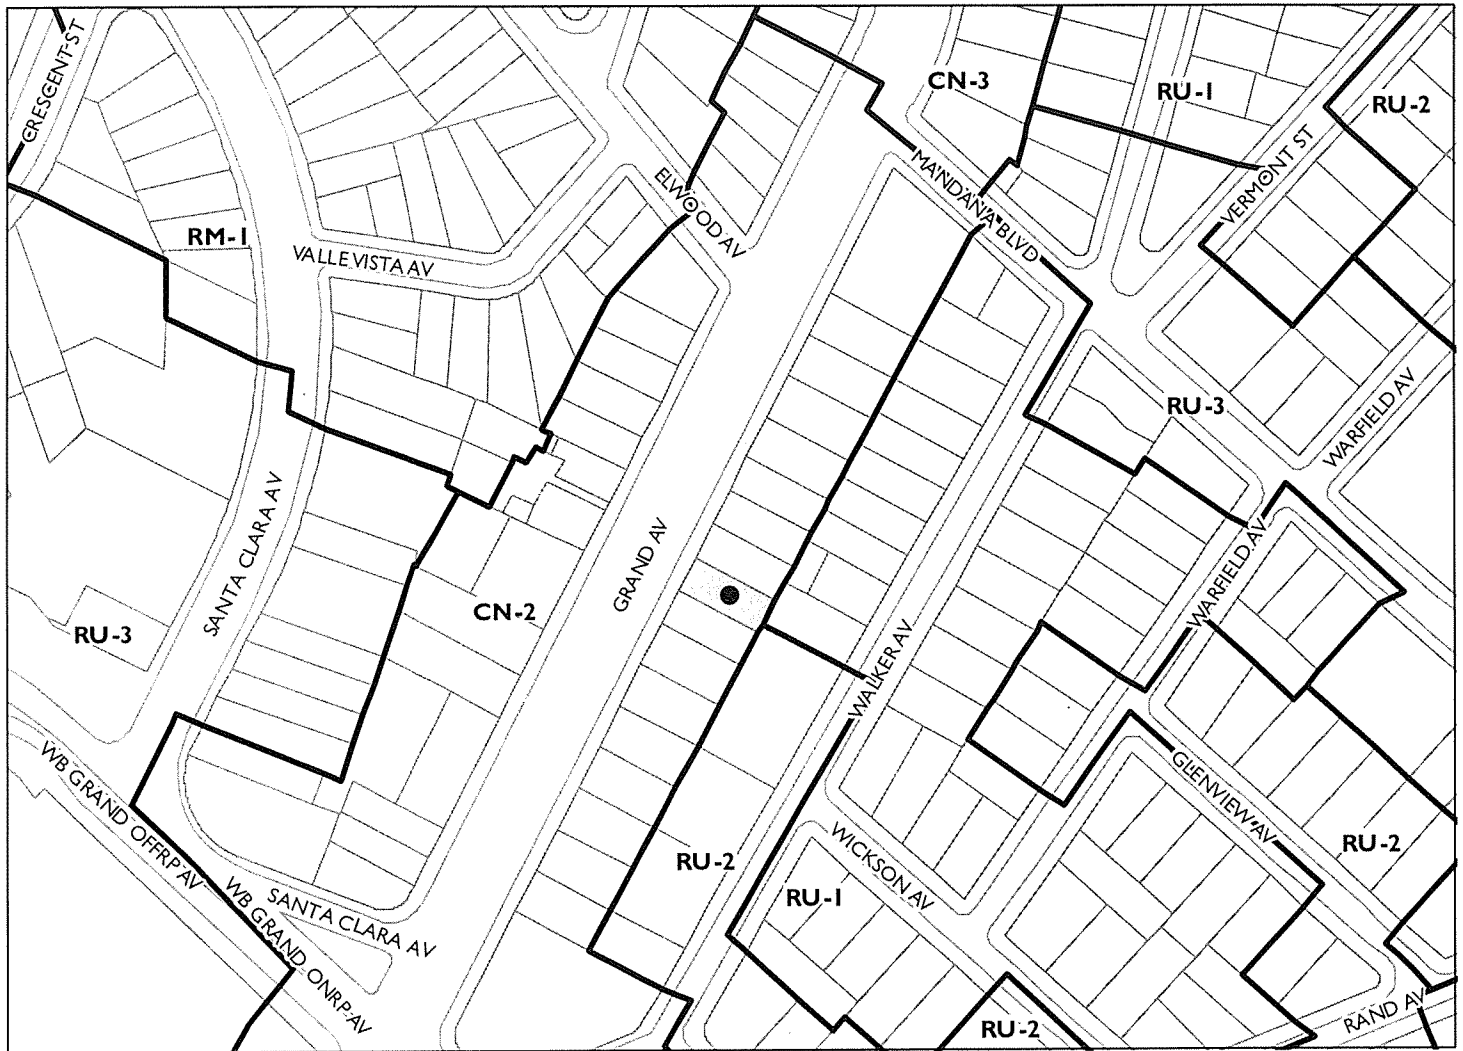 CRESCENT ST
CN-3
RU-1
RU-2
MANDANA BLVD
VERMONT ST
ELWOOD AV
RM-1
VALLE VISTA AV
RU-3
WARFIELD AV
SANTA CLARA AV
GRAND AV
WARFIELD AV
CN-2
RU-3
WALKER AV
WB GRAND OFFRP AV
GLENVIEW AV
RU-2
RU-2
WICKSON AV
RU-1
SANTA CLARA AV
WB GRAND ONRP AV
RU-2
RAND AV